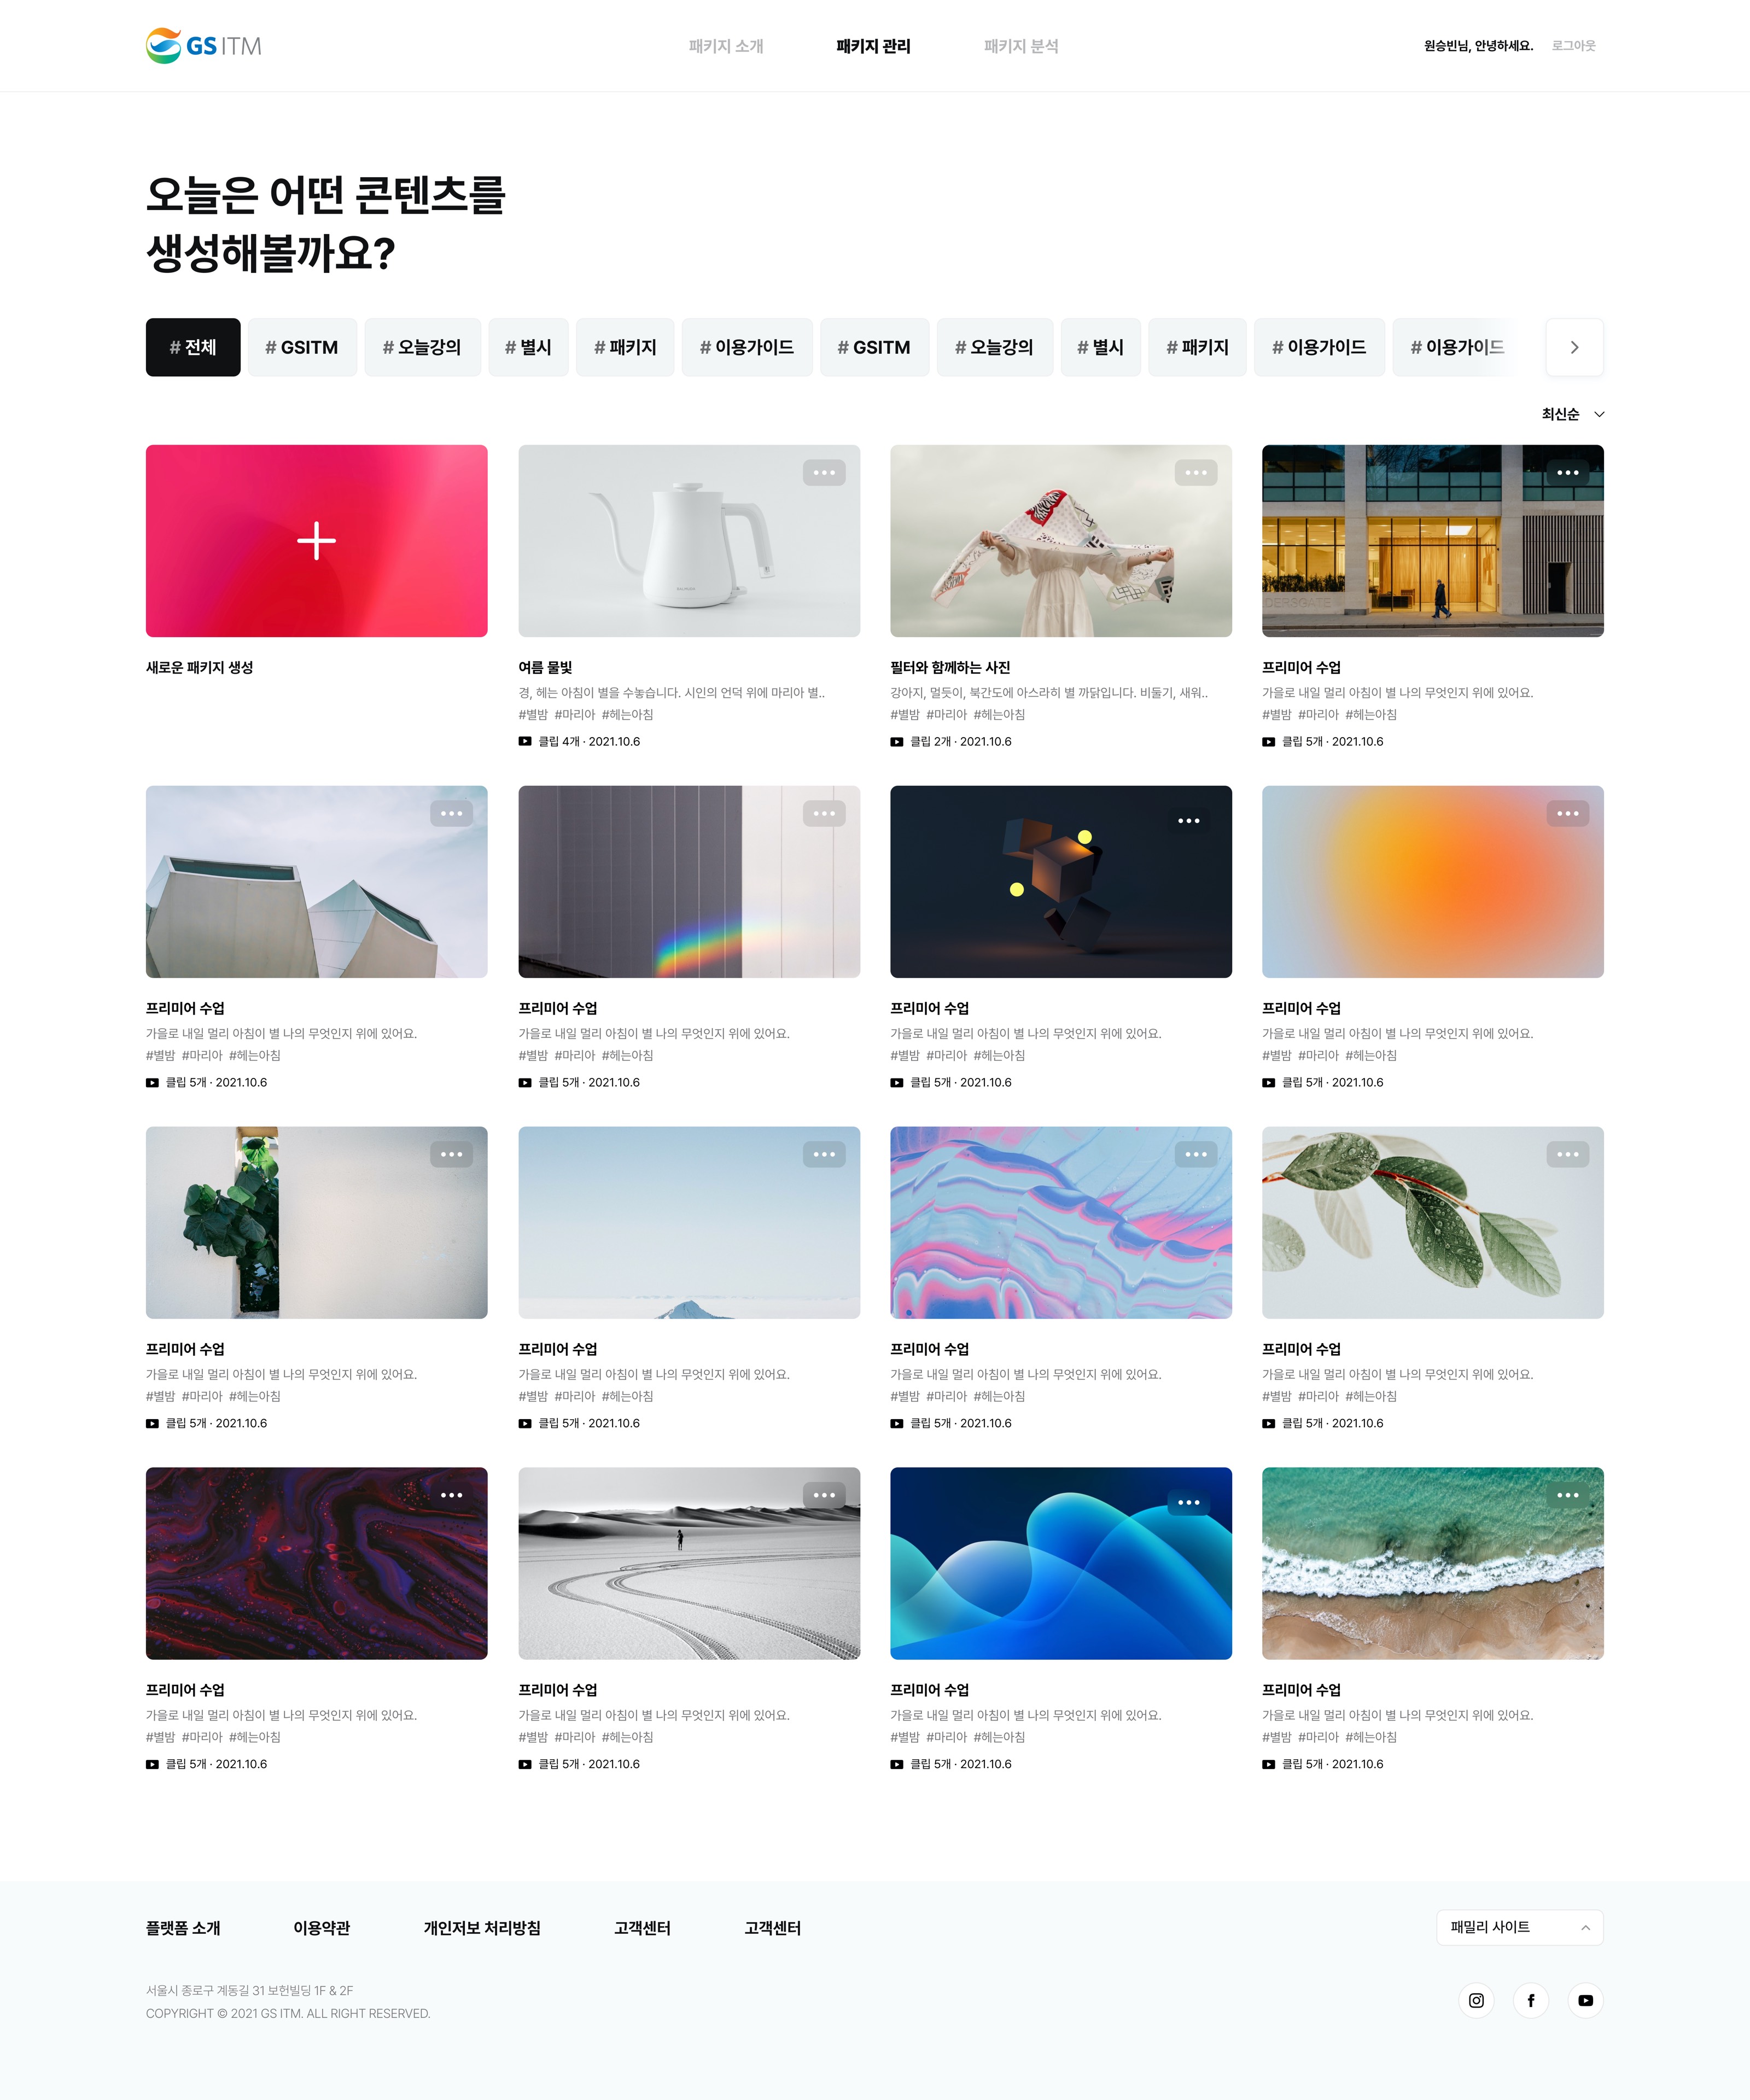 GS ITM
패키지 소개
패키지 관리
패키지 분석
원승빈님, 안녕하세요.
로그아웃
오늘은 어떤 콘텐츠를
생성해볼까요?
# 전체
# GSITM
# 오늘강의
# 별시
# 패키지
# 이용가이드
# GSITM
# 오늘강의
# 별시
# 패키지
# 이용가이드
# 이용가이드
최신순
새로운 패키지 생성
여름 물빛
경, 헤는 아침이 별을 수놓습니다. 시인의 언덕 위에 마리아 별..
#별밤 #마리아 #헤는아침
클립 4개 · 2021.10.6
필터와 함께하는 사진
강아지, 멀듯이, 북간도에 아스라히 별 까닭입니다. 비둘기, 새워..
#별밤 #마리아 #헤는아침
클립 2개 · 2021.10.6
프리미어 수업
가을로 내일 멀리 아침이 별 나의 무엇인지 위에 있어요.
#별밤 #마리아 #헤는아침
클립 5개 · 2021.10.6
프리미어 수업
가을로 내일 멀리 아침이 별 나의 무엇인지 위에 있어요.
#별밤 #마리아 #헤는아침
클립 5개 · 2021.10.6
프리미어 수업
가을로 내일 멀리 아침이 별 나의 무엇인지 위에 있어요.
#별밤 #마리아 #헤는아침
클립 5개 · 2021.10.6
프리미어 수업
가을로 내일 멀리 아침이 별 나의 무엇인지 위에 있어요.
#별밤 #마리아 #헤는아침
클립 5개 · 2021.10.6
프리미어 수업
가을로 내일 멀리 아침이 별 나의 무엇인지 위에 있어요.
#별밤 #마리아 #헤는아침
클립 5개 · 2021.10.6
프리미어 수업
가을로 내일 멀리 아침이 별 나의 무엇인지 위에 있어요.
#별밤 #마리아 #헤는아침
클립 5개 · 2021.10.6
프리미어 수업
가을로 내일 멀리 아침이 별 나의 무엇인지 위에 있어요.
#별밤 #마리아 #헤는아침
클립 5개 · 2021.10.6
프리미어 수업
가을로 내일 멀리 아침이 별 나의 무엇인지 위에 있어요.
#별밤 #마리아 #헤는아침
클립 5개 · 2021.10.6
프리미어 수업
가을로 내일 멀리 아침이 별 나의 무엇인지 위에 있어요.
#별밤 #마리아 #헤는아침
클립 5개 · 2021.10.6
프리미어 수업
가을로 내일 멀리 아침이 별 나의 무엇인지 위에 있어요.
#별밤 #마리아 #헤는아침
클립 5개 · 2021.10.6
프리미어 수업
가을로 내일 멀리 아침이 별 나의 무엇인지 위에 있어요.
#별밤 #마리아 #헤는아침
클립 5개 · 2021.10.6
프리미어 수업
가을로 내일 멀리 아침이 별 나의 무엇인지 위에 있어요.
#별밤 #마리아 #헤는아침
클립 5개 · 2021.10.6
프리미어 수업
가을로 내일 멀리 아침이 별 나의 무엇인지 위에 있어요.
#별밤 #마리아 #헤는아침
클립 5개 · 2021.10.6
플랫폼 소개
이용약관
개인저보 처리방침
고객센터
고객센터
패밀리 사이트
서울시 종로구 계동길 31 보헌빌딩 1F & 2F
COPYRIGHT © 2021 GS ITM. ALL RIGHT RESERVED.